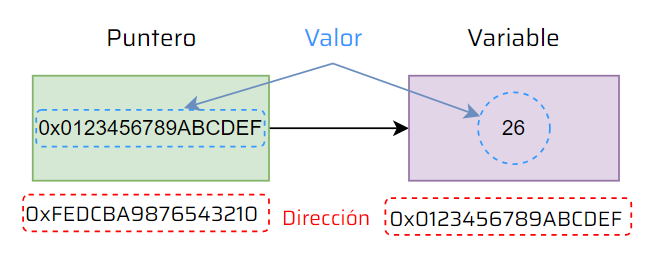 Puntero Valor Variable
0x0123456789ABCDEF 26
0xFEDCBA9876543210 Dirección 0x0123456789ABCDEF